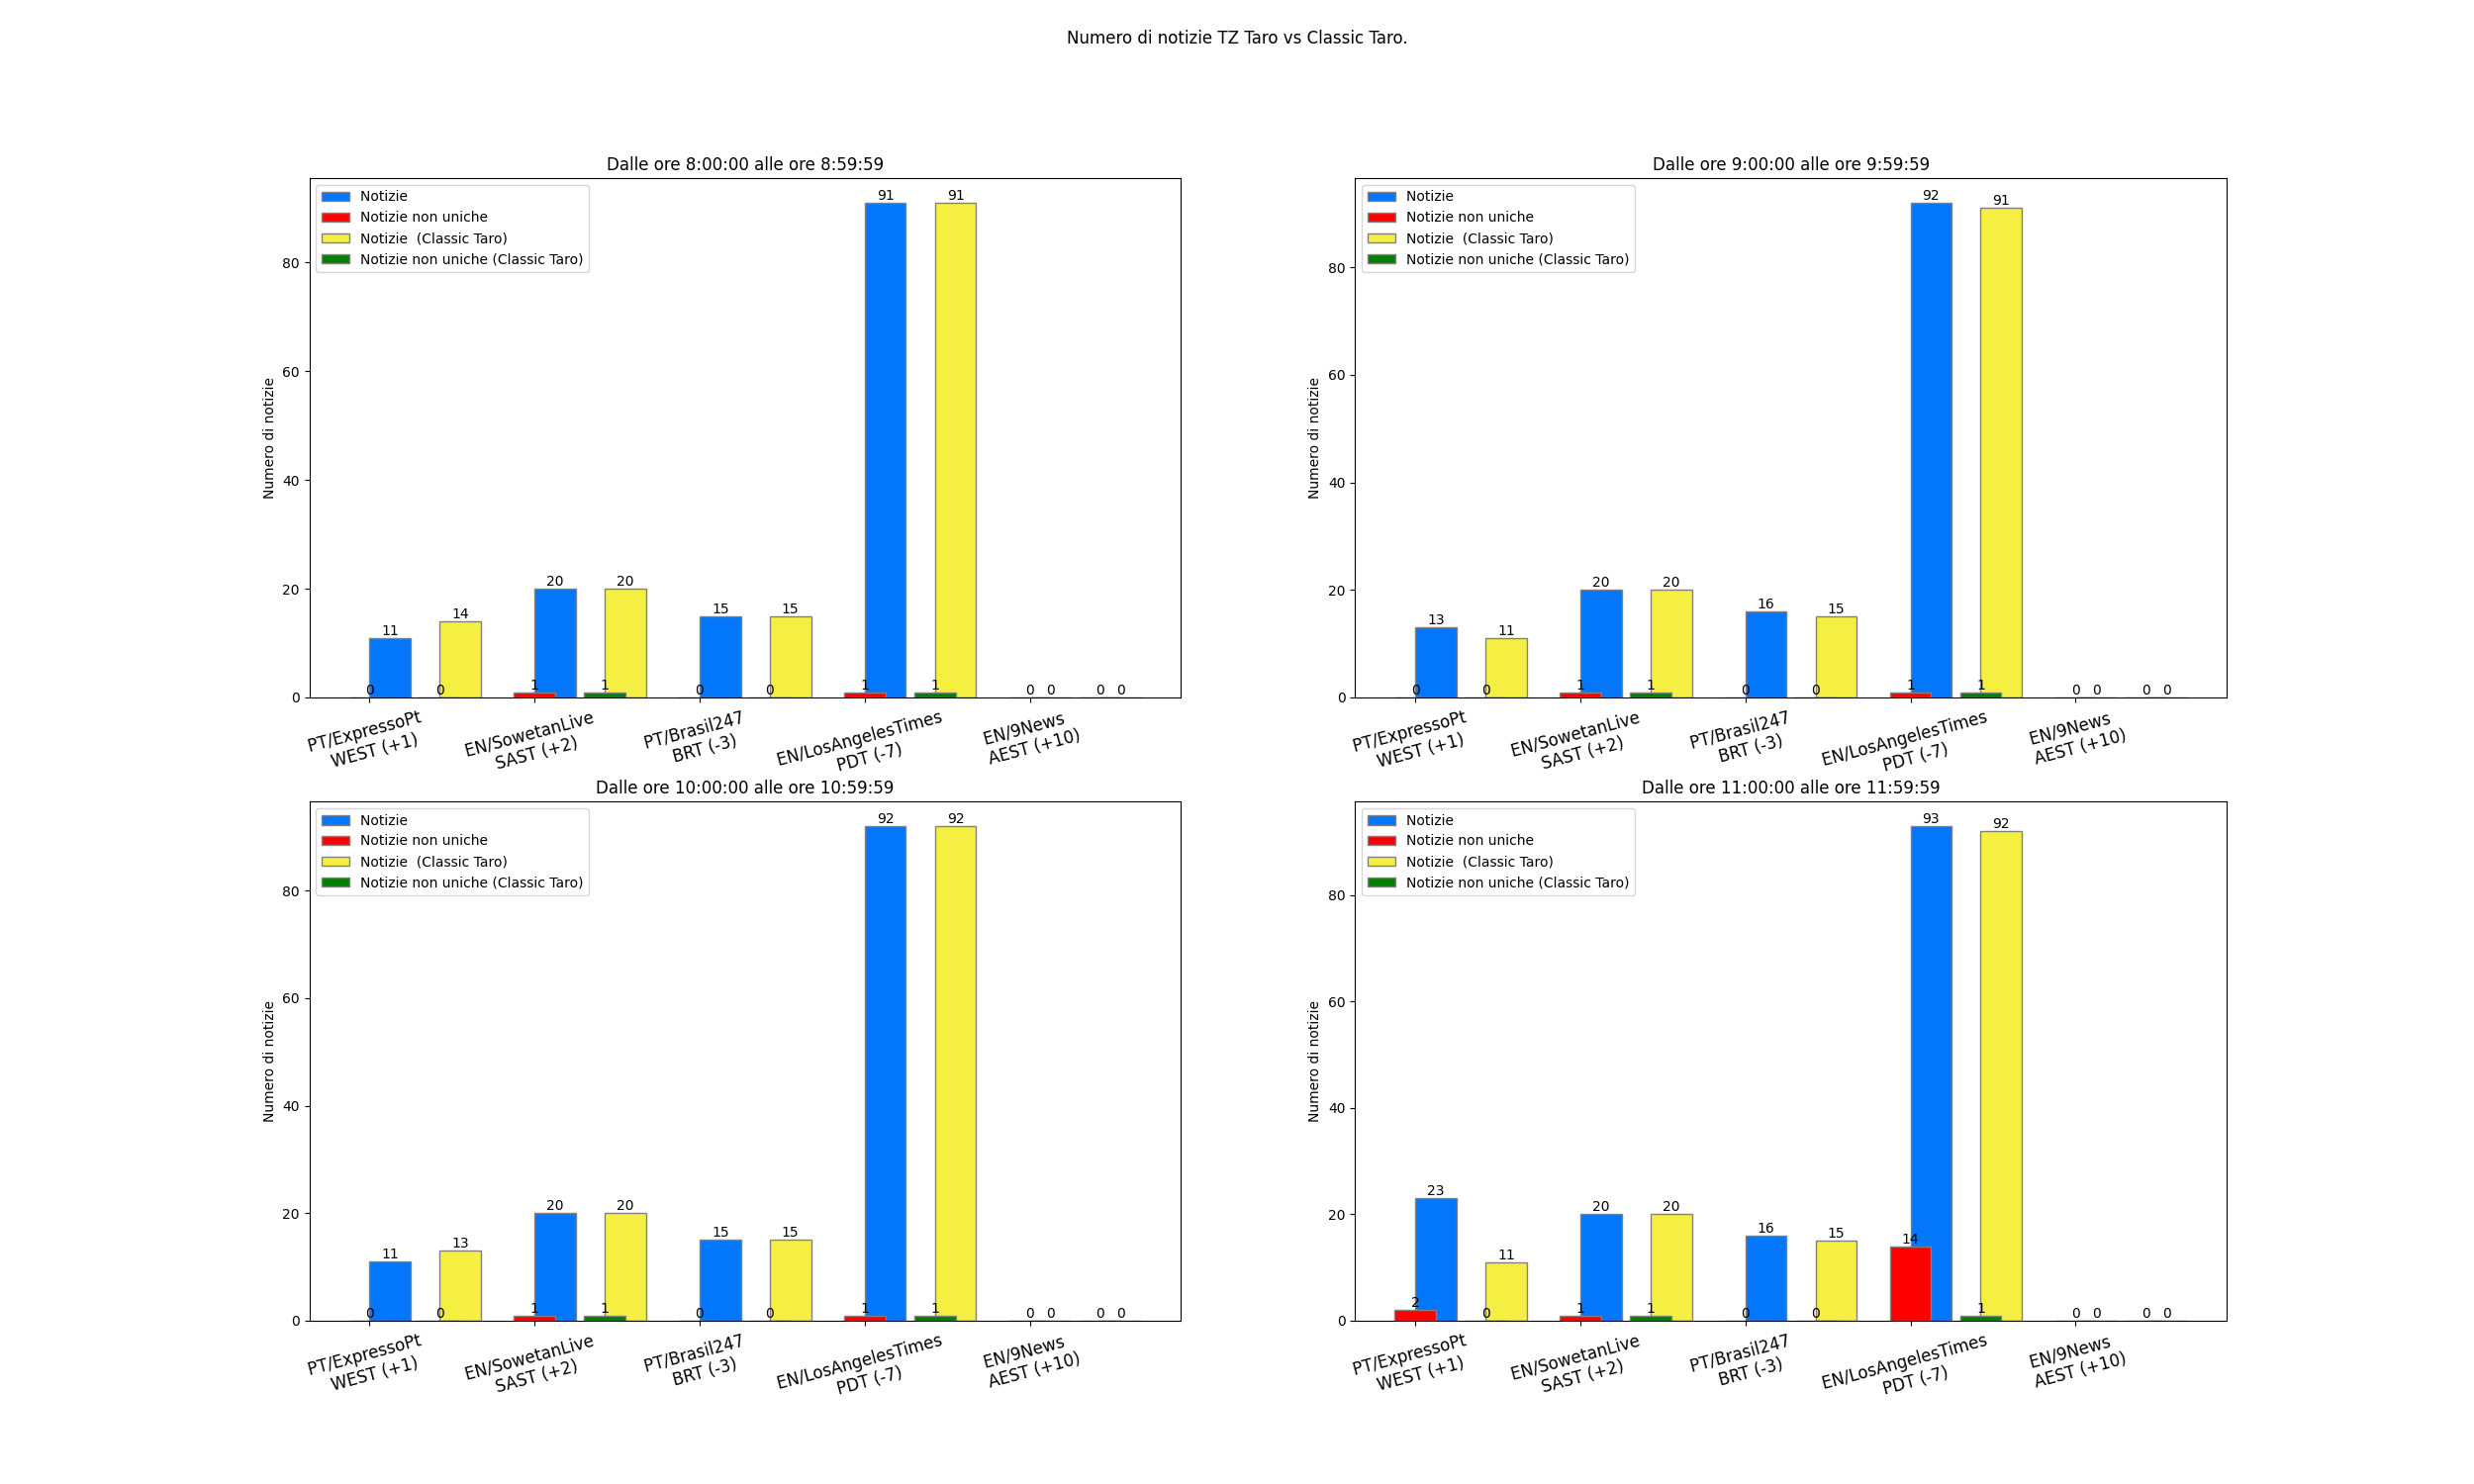 Numero di notizie TZ Taro vs Classic Taro.
Dalle ore 8:00:00 alle ore 8:59:59
Notizie
Notizie non uniche
Notizie  (Classic Taro)
Notizie non uniche (Classic Taro)
Numero di notizie
80
60
40
20
0
11
14
20
20
15
15
91
91
0
0
1
1
0
0
1
1
0
0
0
0
PT/ExpressoPt
WEST (+1)
EN/SowetanLive
SAST (+2)
PT/Brasil247
BRT (-3)
EN/LosAngelesTimes
PDT (-7)
EN/9News
AEST (+10)
Dalle ore 9:00:00 alle ore 9:59:59
Notizie
Notizie non uniche
Notizie  (Classic Taro)
Notizie non uniche (Classic Taro)
Numero di notizie
80
60
40
20
0
13
11
20
20
16
15
92
91
0
0
1
1
0
0
1
1
0
0
0
0
PT/ExpressoPt
WEST (+1)
EN/SowetanLive
SAST (+2)
PT/Brasil247
BRT (-3)
EN/LosAngelesTimes
PDT (-7)
EN/9News
AEST (+10)
Dalle ore 10:00:00 alle ore 10:59:59
Notizie
Notizie non uniche
Notizie  (Classic Taro)
Notizie non uniche (Classic Taro)
Numero di notizie
80
60
40
20
0
11
13
20
20
15
15
92
92
0
0
1
1
0
0
1
1
0
0
0
0
PT/ExpressoPt
WEST (+1)
EN/SowetanLive
SAST (+2)
PT/Brasil247
BRT (-3)
EN/LosAngelesTimes
PDT (-7)
EN/9News
AEST (+10)
Dalle ore 11:00:00 alle ore 11:59:59
Notizie
Notizie non uniche
Notizie  (Classic Taro)
Notizie non uniche (Classic Taro)
Numero di notizie
80
60
40
20
0
23
11
20
20
16
15
93
92
2
0
1
1
0
0
14
1
0
0
0
0
PT/ExpressoPt
WEST (+1)
EN/SowetanLive
SAST (+2)
PT/Brasil247
BRT (-3)
EN/LosAngelesTimes
PDT (-7)
EN/9News
AEST (+10)